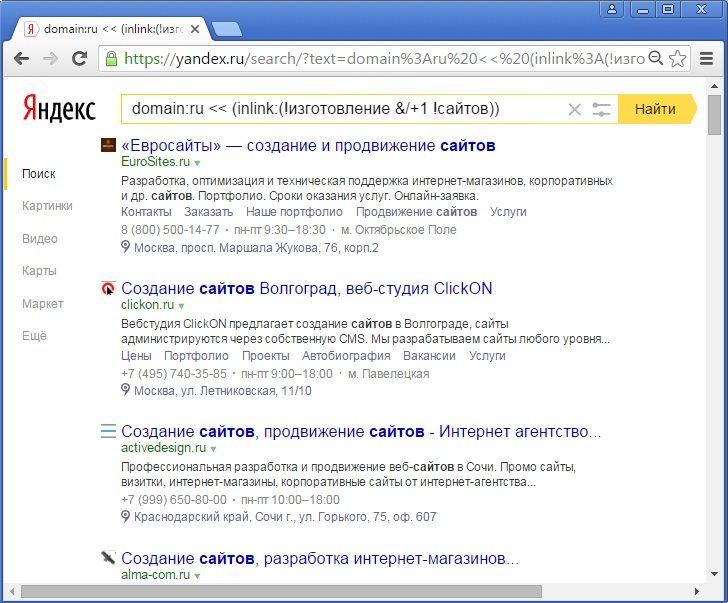 domain:ru << (inlink:(!изг
https://yandex.ru/search/?text=domain%3Aru%20<<%20(inlink%3A(!изго
Яндекс
domain:ru << (inlink:(!изготовление &/+1 !сайтов))
Найти
Поиск
Картинки
Видео
Карты
Маркет
Ещё
«Евросайты» — создание и продвижение сайтов
EuroSites.ru
Разработка, оптимизация и техническая поддержка интернет-магазинов, корпоративных
и др. сайтов. Портфолио. Сроки оказания услуг. Онлайн-заявка.
Контакты Заказать Наше портфолио Продвижение сайтов Услуги
8 (800) 500-14-77 · пн-пт 9:30–18:30 · м. Октябрьское Поле
Москва, просп. Маршала Жукова, 76, корп.2
Создание сайтов Волгоград, веб-студия ClickON
clickon.ru
Вебстудия ClickON предлагает создание сайтов в Волгограде, сайты
администрируются через собственную CMS. Мы разрабатываем сайты любого уровня...
Цены Портфолио Проекты Автобиография Вакансии Услуги
+7 (495) 740-35-85 · пн-пт 9:00–18:00 · м. Павелецкая
Москва, ул. Летниковская, 11/10
Создание сайтов, продвижение сайтов - Интернет агентство...
activedesign.ru
Профессиональная разработка и продвижение веб-сайтов в Сочи. Промо сайты,
визитки, интернет-магазины, корпоративные сайты от интернет-агентства...
+7 (999) 650-80-00 · пн-пт 10:00–18:00
Краснодарский край, Сочи г., ул. Горького, 75, оф. 607
Создание сайтов, разработка интернет-магазинов...
alma-com.ru